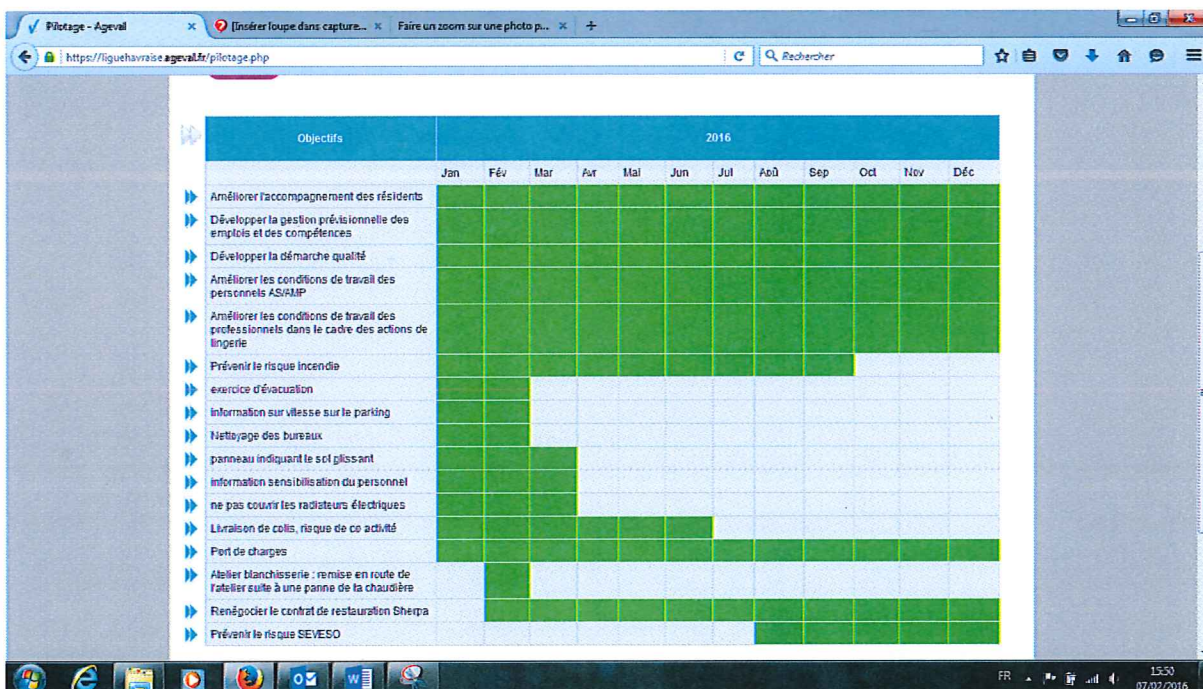 Pilotage - Ageval
[Insérer loupe dans capture...
Faire un zoom sur une photo p...
https://liguehavraise.ageval.fr/pilotage.php
Rechercher
Objectifs 2016
Jan Fév Mar Avr Mai Jun Jul Aoû Sep Oct Nov Déc
Améliorer l'accompagnement des résidents
Développer la gestion prévisionnelle des
emplois et des compétences
Développer la démarche qualité
Améliorer les conditions de travail des
personnels AS/AMP
Améliorer les conditions de travail des
professionnels dans le cadre des actions de
lingerie
Prévenir le risque incendie
exercice d'évacuation
information sur vitesse sur le parking
Nettoyage des bureaux
panneau indiquant le sol glissant
information sensibilisation du personnel
ne pas couvrir les radiateurs électriques
Livraison de colis, risque de co activité
Port de charges
Atelier blanchisserie : remise en route de
l'atelier suite à une panne de la chaudière
Renégocier le contrat de restauration Sherpa
Prévenir le risque SEVESO
FR
15:50
07/02/2016